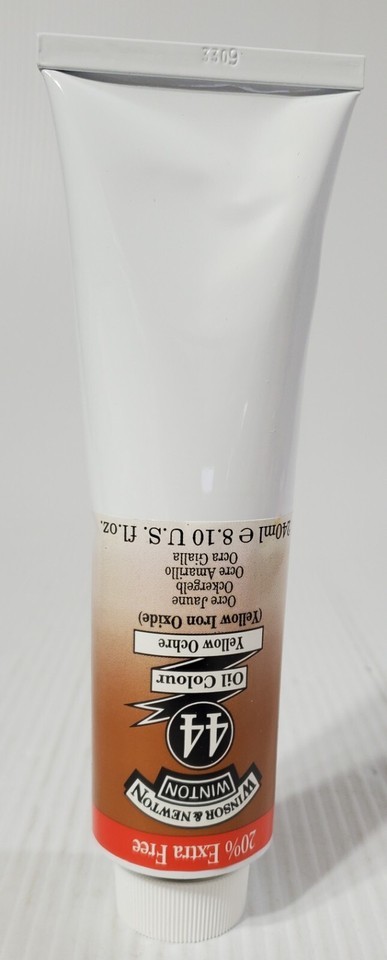 20% Extra Free
WINSOR & NEWTON
WINTON
44
Oil Colour
Yellow Ochre
(Yellow Iron Oxide)
Ocre Jaune
Ockergelb
Ocre Amarillo
Ocra Gialla
240ml ℮ 8.10 U.S. fl.oz.
3309